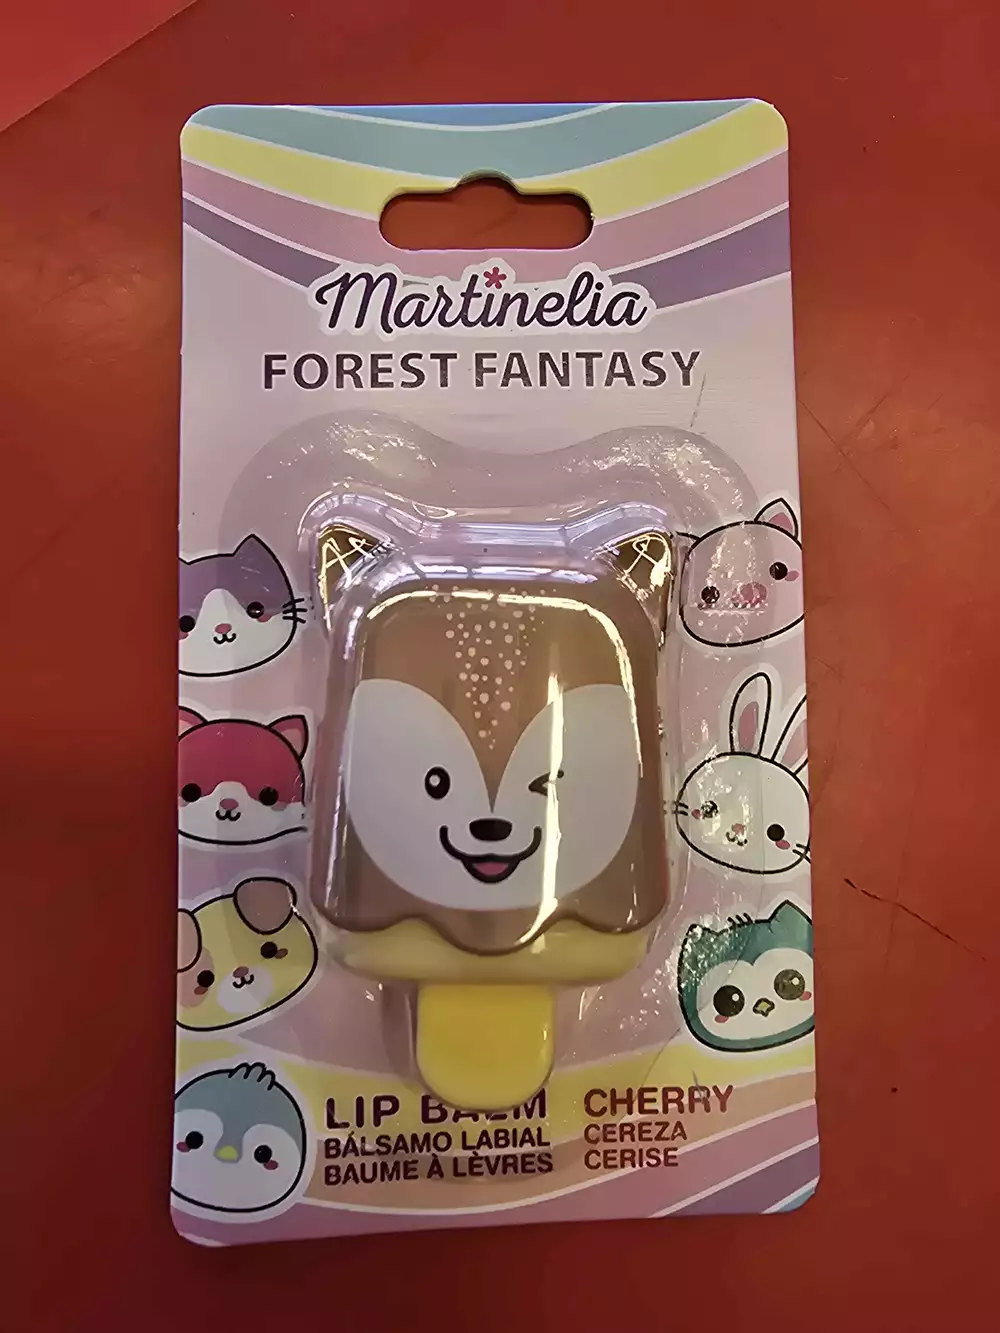 Martinelia
FOREST FANTASY
LIP BALM
BÁLSAMO LABIAL
BAUME À LÈVRES
CHERRY
CEREZA
CERISE